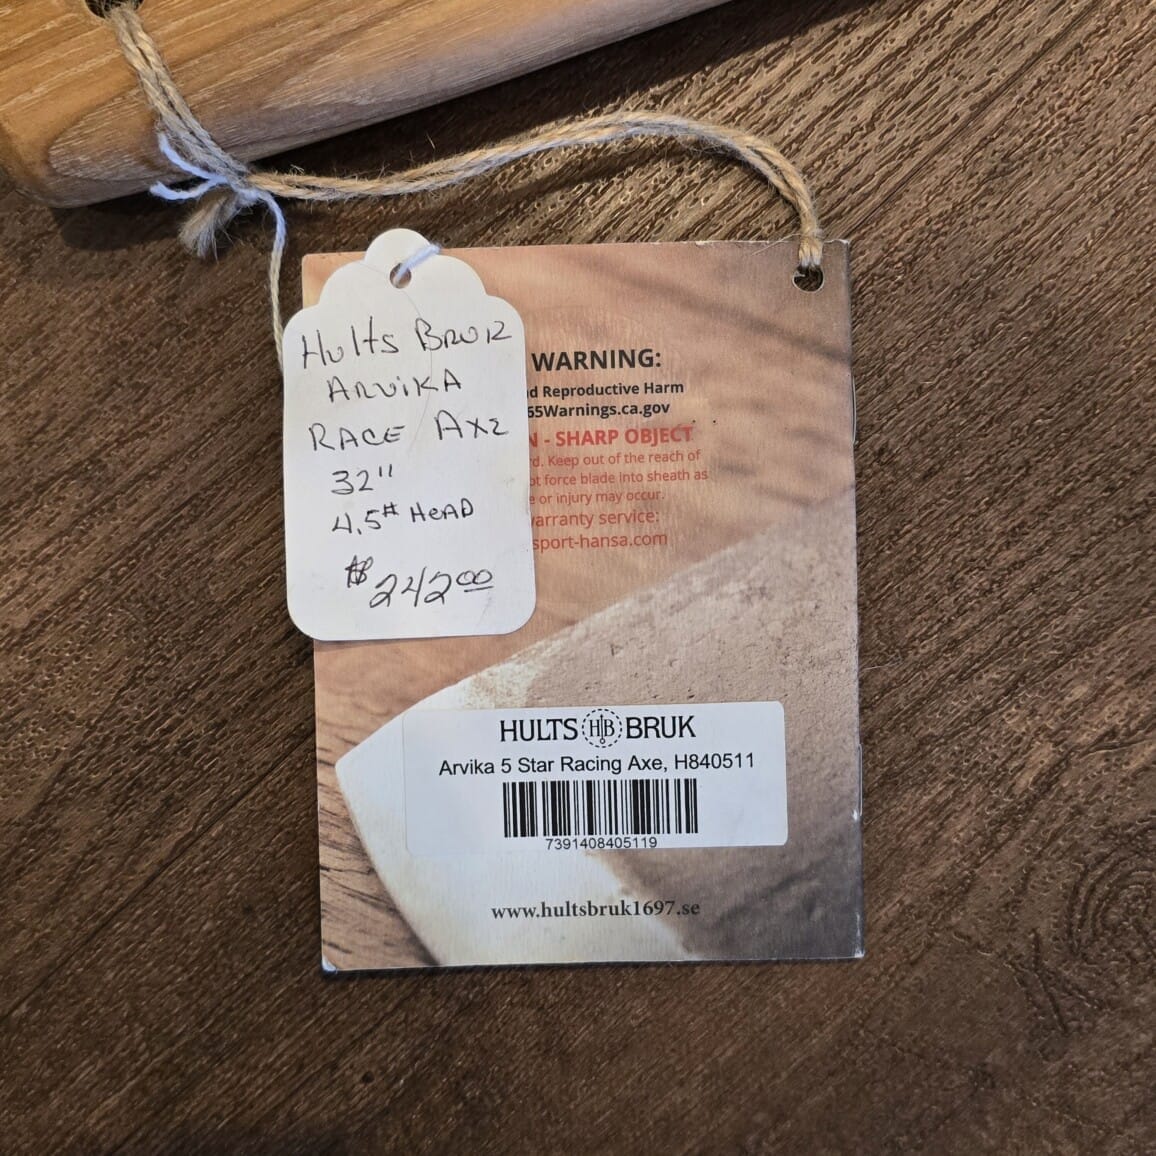 Hults Bruk
Arvika
Race Axe
32"
4.5# Head
$242.00
WARNING:
Reproductive Harm
65Warnings.ca.gov
- SHARP OBJECT
Keep out of the reach of
force blade into sheath as
or injury may occur.
warranty service:
sport-hansa.com
HULTS HB BRUK
Arvika 5 Star Racing Axe, H840511
7391408405119
www.hultsbruk1697.se